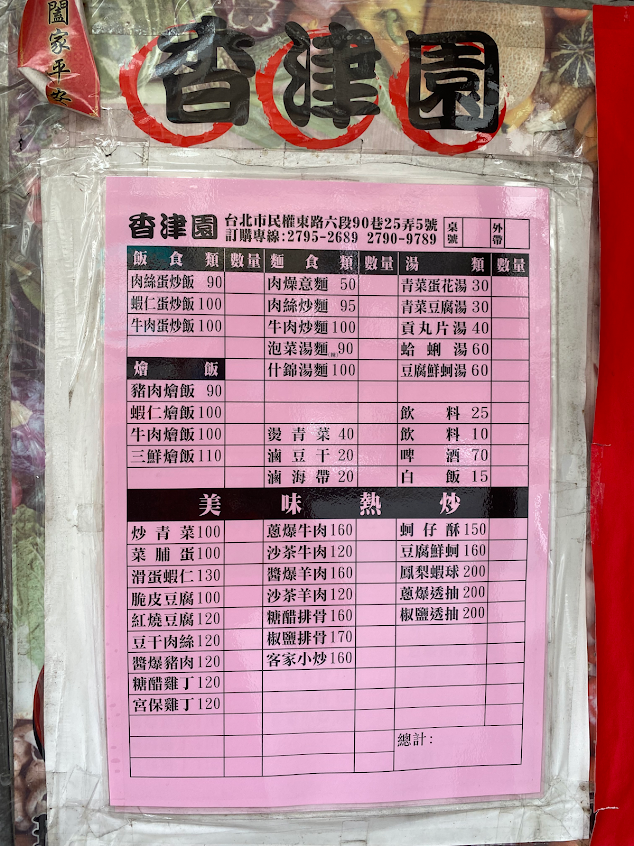 闔家平安
香津園
香津園 台北市民權東路六段90巷25弄5號
訂購專線:2795-2689 2790-9789
桌號 外帶
飯食類 數量 麵食類 數量 湯類 數量
肉絲蛋炒飯 90 肉燥意麵 50 青菜蛋花湯 30
蝦仁蛋炒飯 100 肉絲炒麵 95 青菜豆腐湯 30
牛肉蛋炒飯 100 牛肉炒麵 100 貢丸片湯 40
泡菜湯麵 90 蛤蜊湯 60
燴飯 什錦湯麵 100 豆腐鮮蚵湯 60
豬肉燴飯 90
蝦仁燴飯 100 飲料 25
牛肉燴飯 100 燙青菜 40 飲料 10
三鮮燴飯 110 滷豆干 20 啤酒 70
滷海帶 20 白飯 15
美味熱炒
炒青菜 100 蔥爆牛肉 160 蚵仔酥 150
菜脯蛋 100 沙茶牛肉 120 豆腐鮮蚵 160
滑蛋蝦仁 130 醬爆羊肉 160 鳳梨蝦球 200
脆皮豆腐 100 沙茶羊肉 120 蔥爆透抽 200
紅燒豆腐 120 糖醋排骨 160 椒鹽透抽 200
豆干肉絲 120 椒鹽排骨 170
醬爆豬肉 120 客家小炒 160
糖醋雞丁 120
宮保雞丁 120
總計: